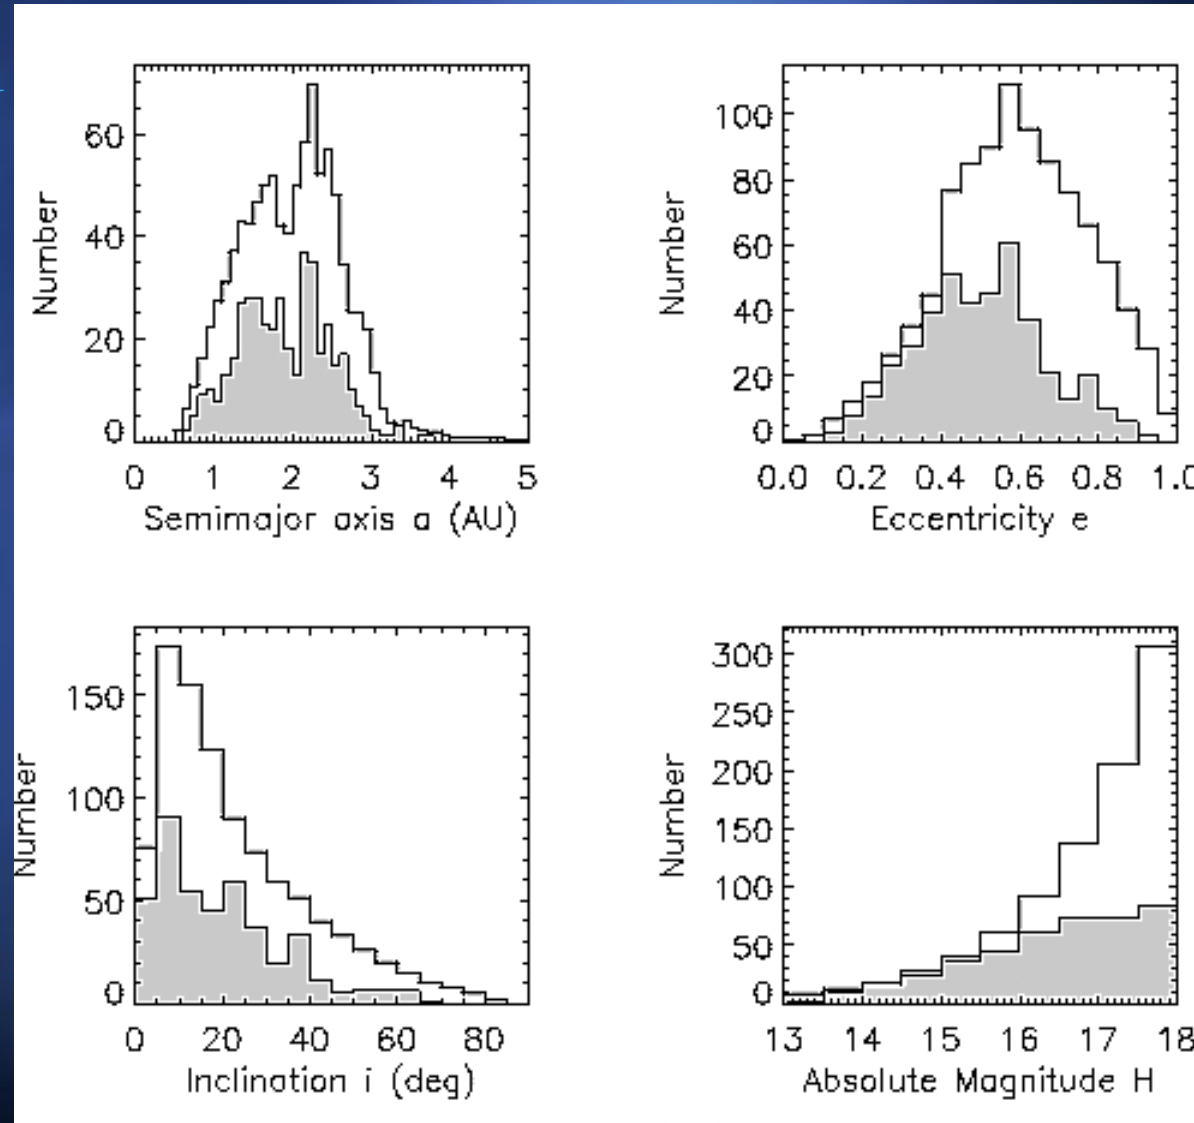 60
40
20
0
Number
0 1 2 3 4 5
Semimajor axis a (AU)
100
80
60
40
20
0
Number
0.0 0.2 0.4 0.6 0.8 1.0
Eccentricity e
150
100
50
0
Number
0 20 40 60 80
Inclination i (deg)
300
250
200
150
100
50
0
Number
13 14 15 16 17 18
Absolute Magnitude H